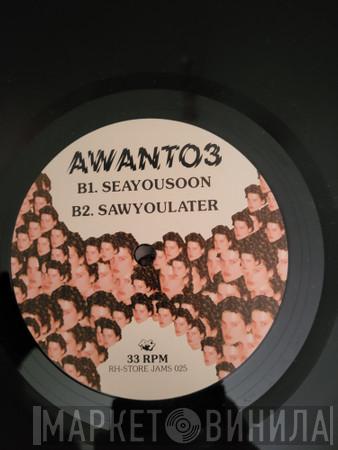 AWANTO3
B1. SEAYOUSOON
B2. SAWYOULATER
33 RPM
RH-STORE JAMS 025
МАРКЕТ ВИНИЛА